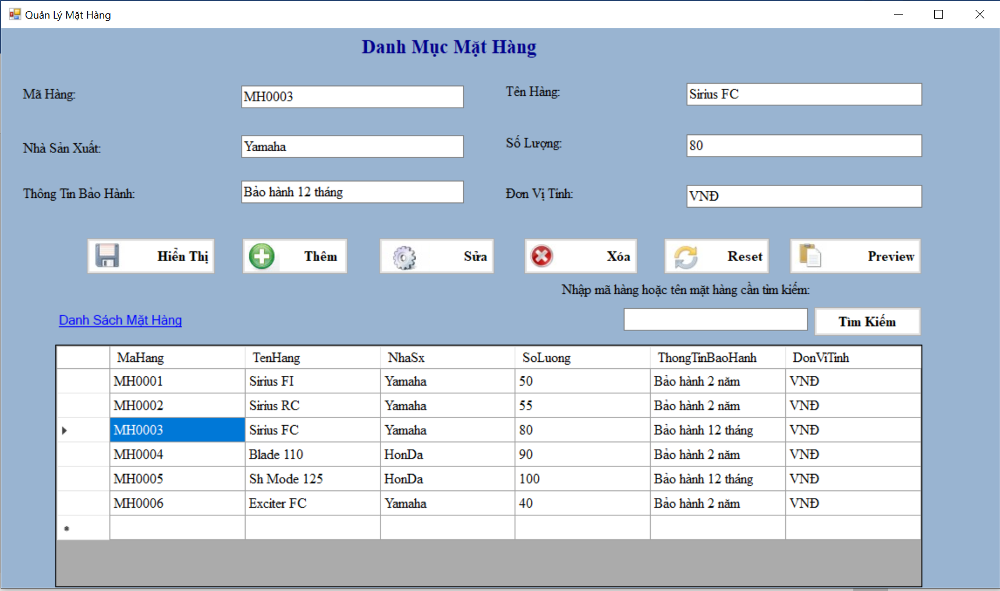 Quản Lý Mặt Hàng
Danh Mục Mặt Hàng
Mã Hàng: MH0003 Tên Hàng: Sirius FC
Nhà Sản Xuất: Yamaha Số Lượng: 80
Thông Tin Bảo Hành: Bảo hành 12 tháng Đơn Vị Tính: VNĐ
Hiển Thị Thêm Sửa Xóa Reset Preview
Nhập mã hàng hoặc tên mặt hàng cần tìm kiếm:
Danh Sách Mặt Hàng Tìm Kiếm
MaHang TenHang NhaSx SoLuong ThongTinBaoHanh DonViTinh
MH0001 Sirius FI Yamaha 50 Bảo hành 2 năm VNĐ
MH0002 Sirius RC Yamaha 55 Bảo hành 2 năm VNĐ
MH0003 Sirius FC Yamaha 80 Bảo hành 12 tháng VNĐ
MH0004 Blade 110 HonDa 90 Bảo hành 2 năm VNĐ
MH0005 Sh Mode 125 HonDa 100 Bảo hành 12 tháng VNĐ
MH0006 Exciter FC Yamaha 40 Bảo hành 2 năm VNĐ